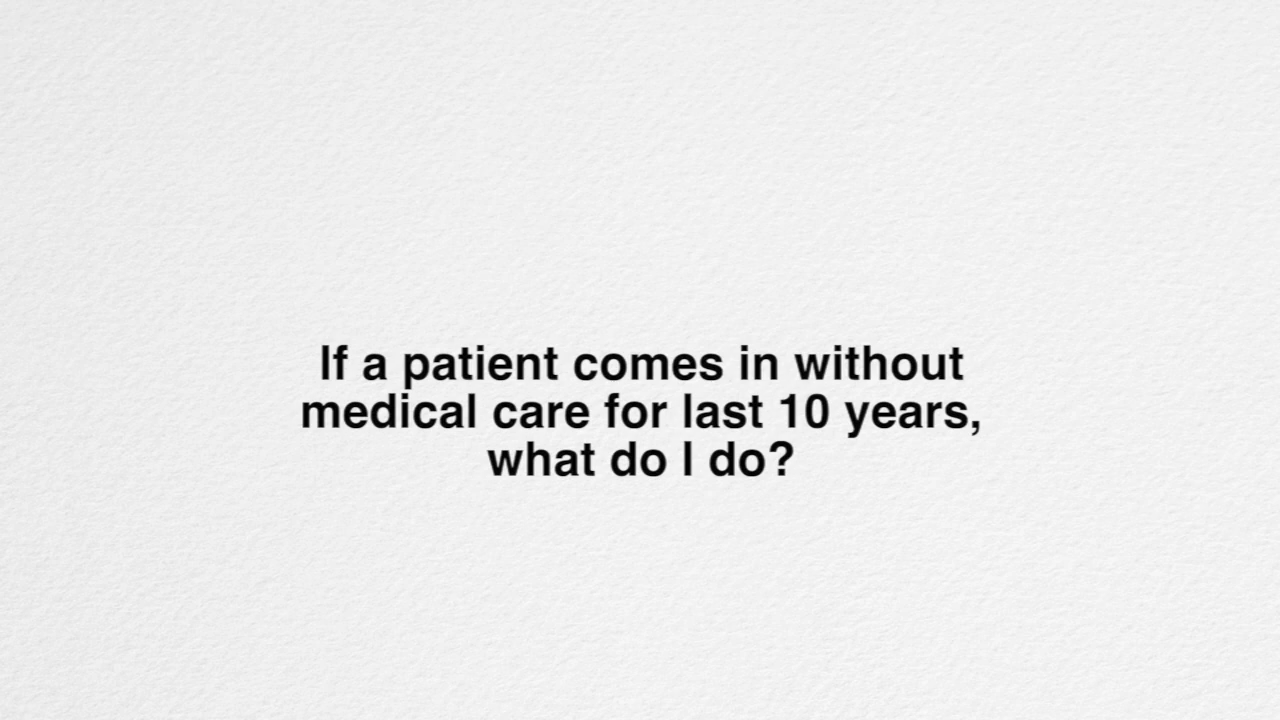 If a patient comes in without
medical care for last 10 years,
what do I do?